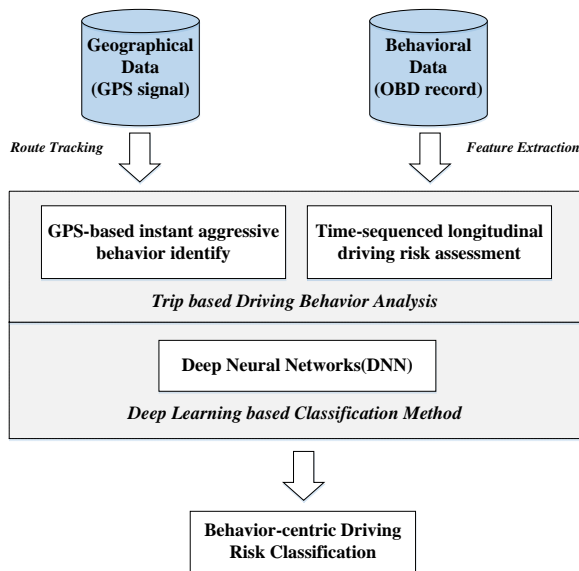 Geographical
Data
(GPS signal)
Behavioral
Data
(OBD record)
Route Tracking
Feature Extraction
GPS-based instant aggressive
behavior identify
Time-sequenced longitudinal
driving risk assessment
Trip based Driving Behavior Analysis
Deep Neural Networks(DNN)
Deep Learning based Classification Method
Behavior-centric Driving
Risk Classification